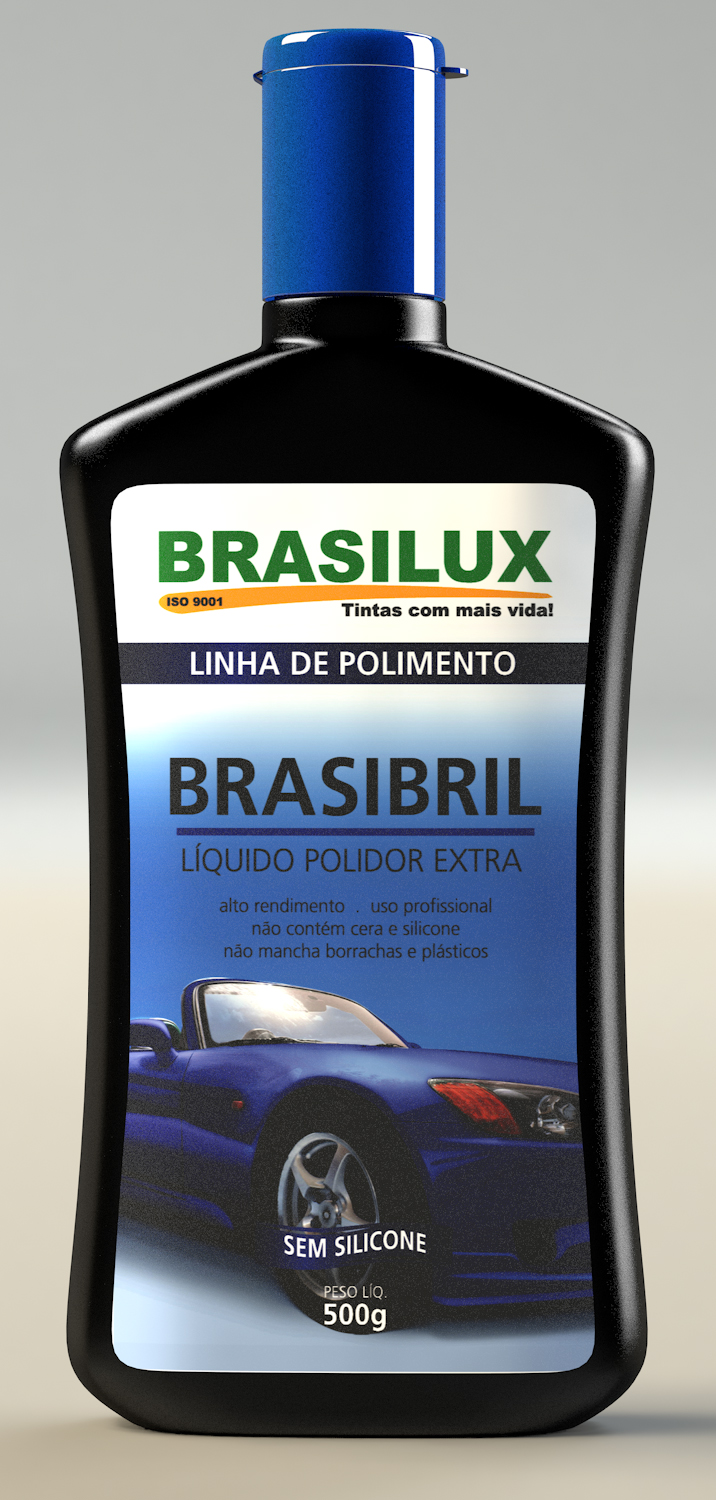 BRASILUX
ISO 9001
Tintas com mais vida!
LINHA DE POLIMENTO
BRASIBRIL
LÍQUIDO POLIDOR EXTRA
alto rendimento . uso profissional
não contém cera e silicone
não mancha borrachas e plásticos
SEM SILICONE
PESO LÍQ.
500g